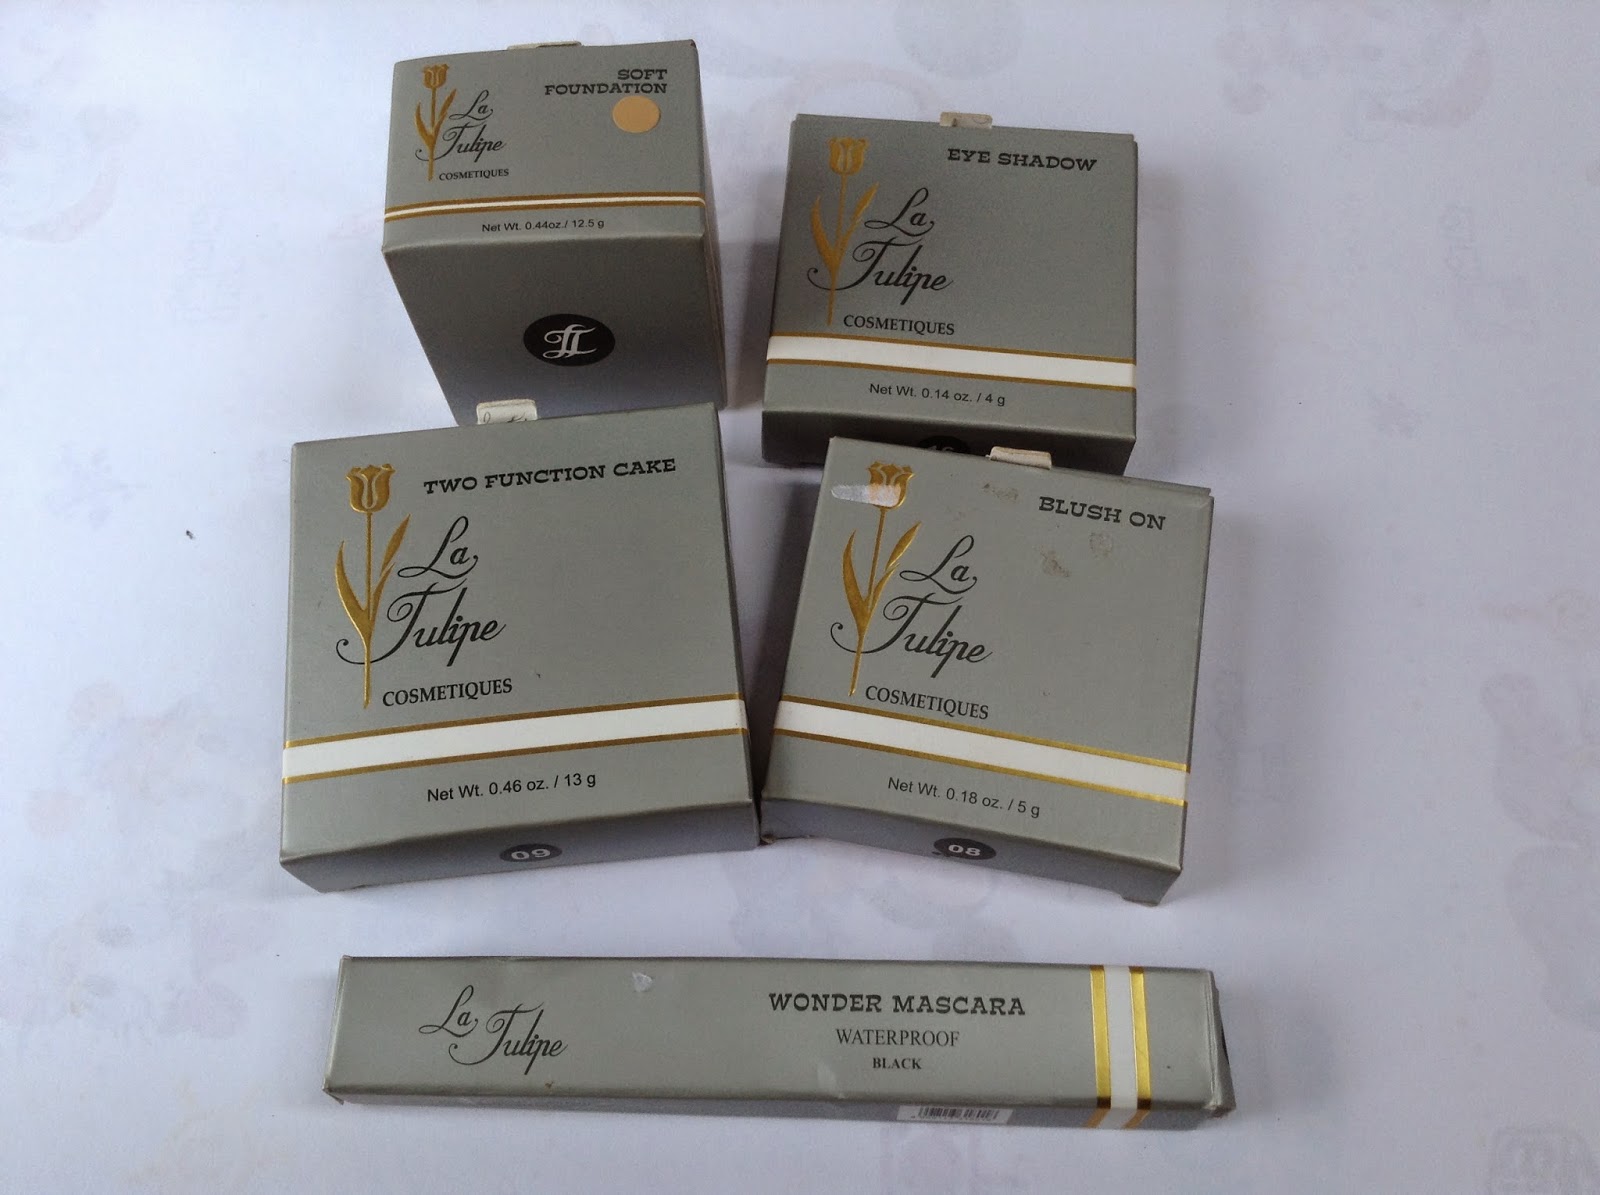 SOFT
FOUNDATION
La
Tulipe
COSMETIQUES
Net Wt. 0.44oz./ 12.5 g
EYE SHADOW
La
Tulipe
COSMETIQUES
Net Wt. 0.14 oz. / 4 g
TWO FUNCTION CAKE
La
Tulipe
COSMETIQUES
Net Wt. 0.46 oz. / 13 g
09
BLUSH ON
La
Tulipe
COSMETIQUES
Net Wt. 0.18 oz. / 5 g
08
La
Tulipe
WONDER MASCARA
WATERPROOF
BLACK